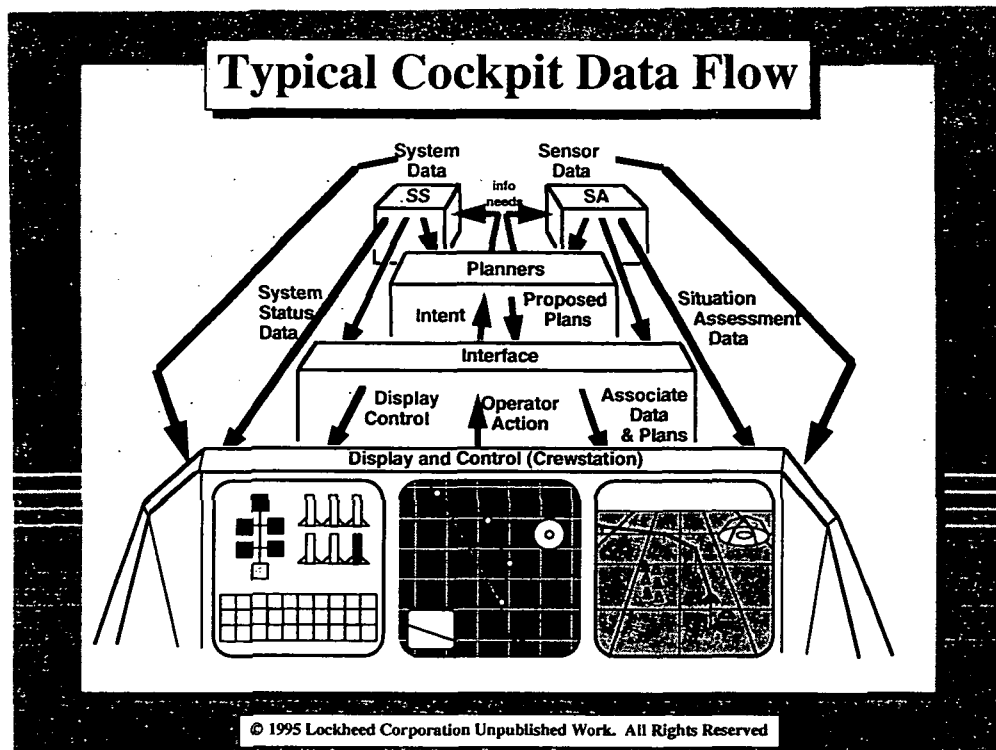 Typical Cockpit Data Flow
System
Data
Sensor
Data
SS
info
needs
SA
Planners
System
Status
Data
Intent
Proposed
Plans
Situation
Assessment
Data
Interface
Display
Control
Operator
Action
Associate
Data
& Plans
Display and Control (Crewstation)
© 1995 Lockheed Corporation Unpublished Work. All Rights Reserved